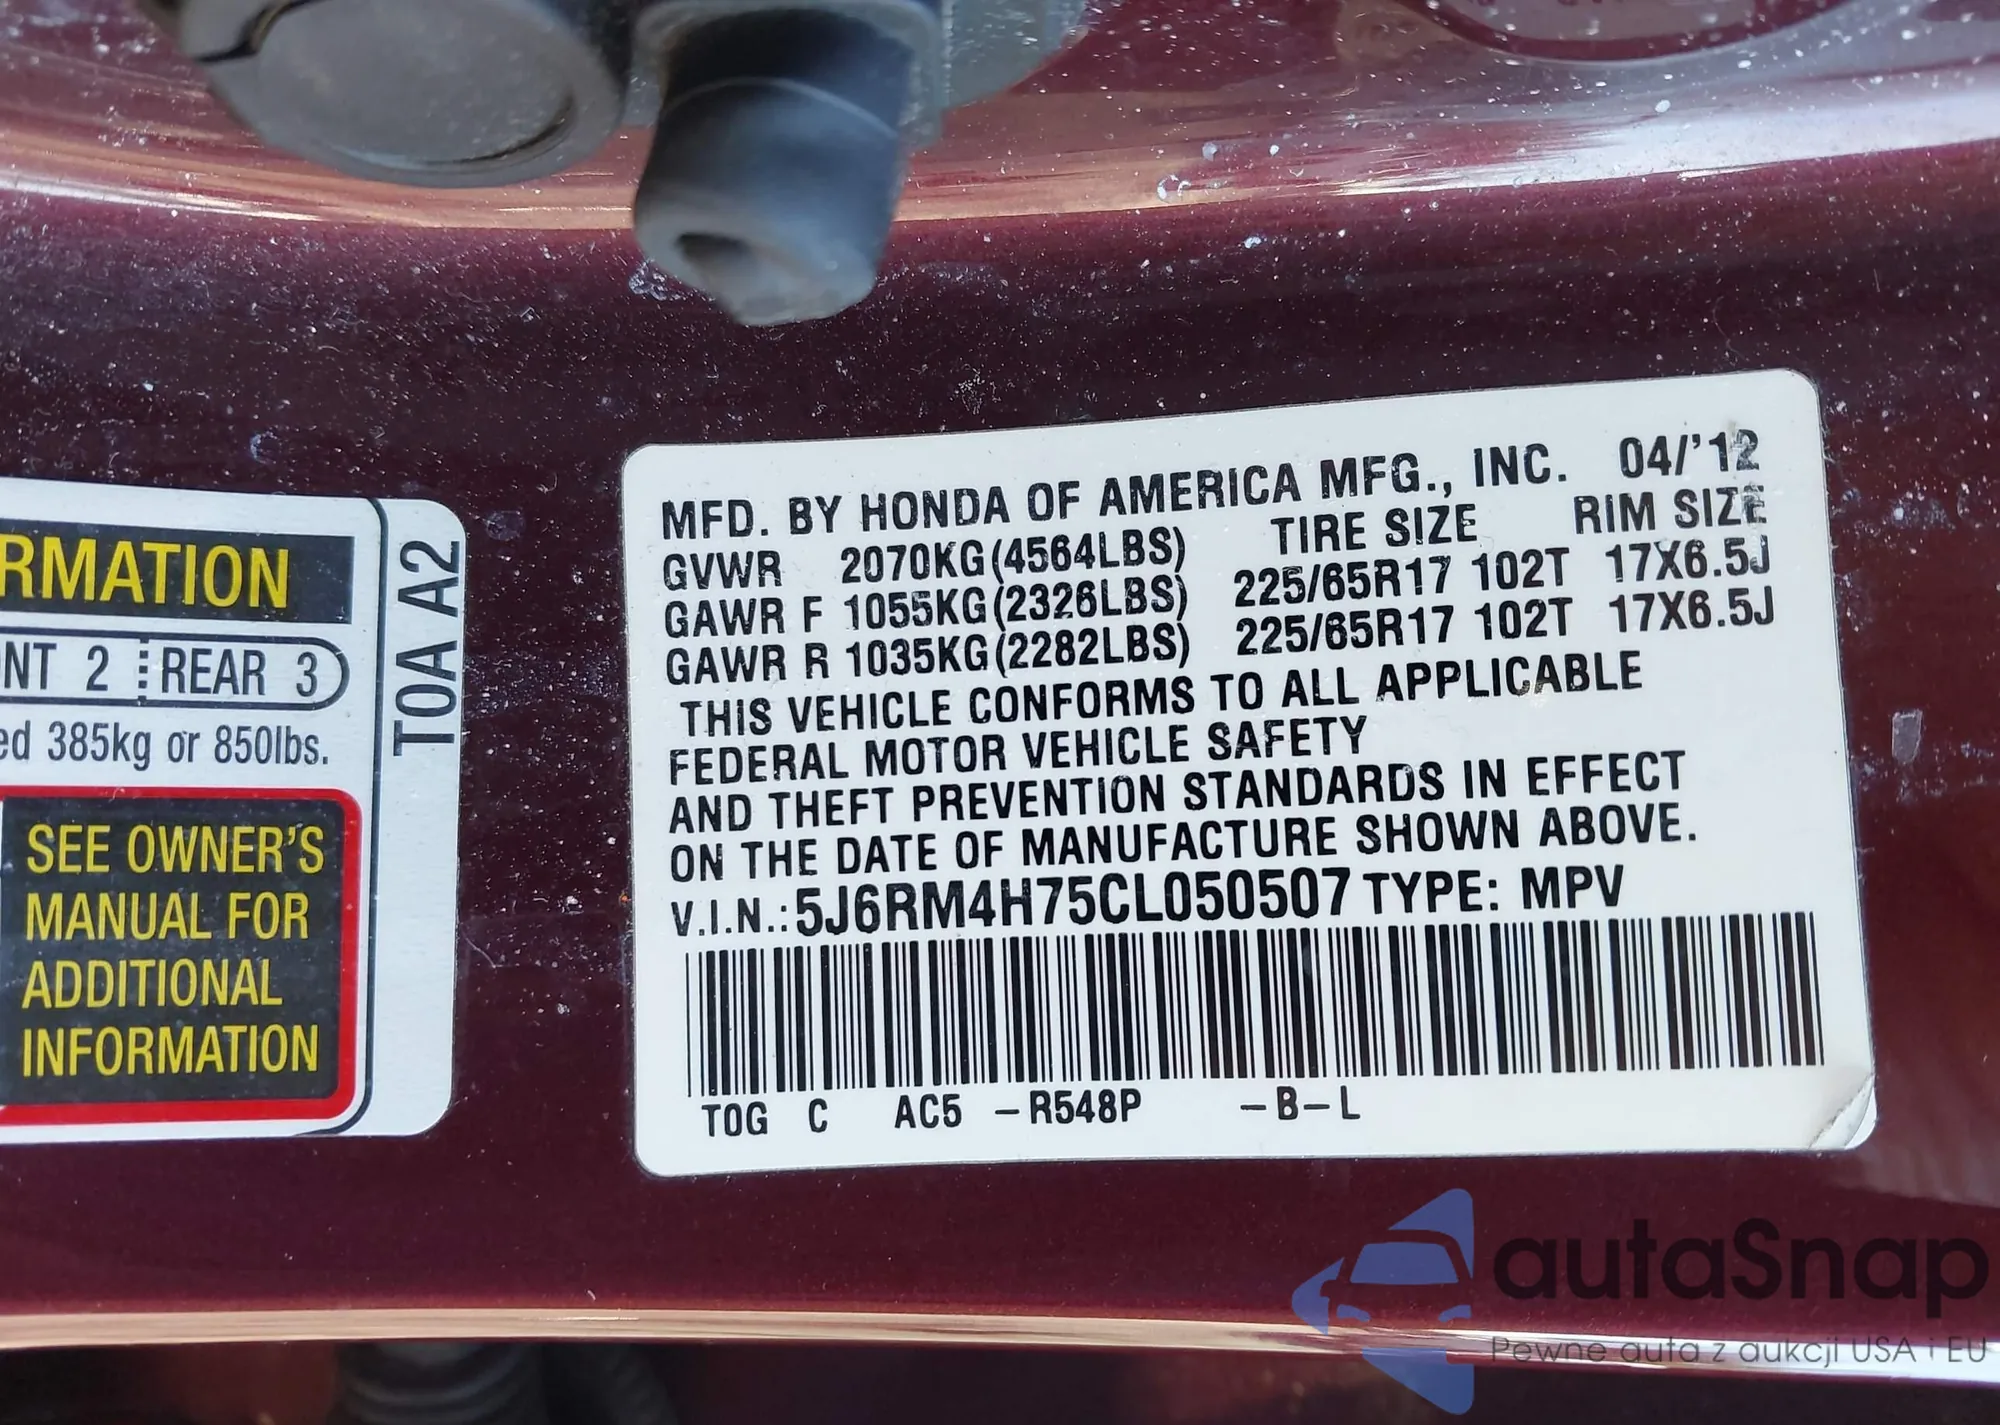 RMATION
NT 2 REAR 3
ed 385kg or 850lbs.
SEE OWNER'S
MANUAL FOR
ADDITIONAL
INFORMATION
T0A A2
MFD. BY HONDA OF AMERICA MFG., INC. 04/'12
GVWR 2070KG(4564LBS) TIRE SIZE RIM SIZE
GAWR F 1055KG(2326LBS) 225/65R17 102T 17X6.5J
GAWR R 1035KG(2282LBS) 225/65R17 102T 17X6.5J
THIS VEHICLE CONFORMS TO ALL APPLICABLE
FEDERAL MOTOR VEHICLE SAFETY
AND THEFT PREVENTION STANDARDS IN EFFECT
ON THE DATE OF MANUFACTURE SHOWN ABOVE.
V.I.N.: 5J6RM4H75CL050507 TYPE: MPV
T0G C AC5 -R548P -B-L
autaSnap
Pewne auta z aukcji USA i EU